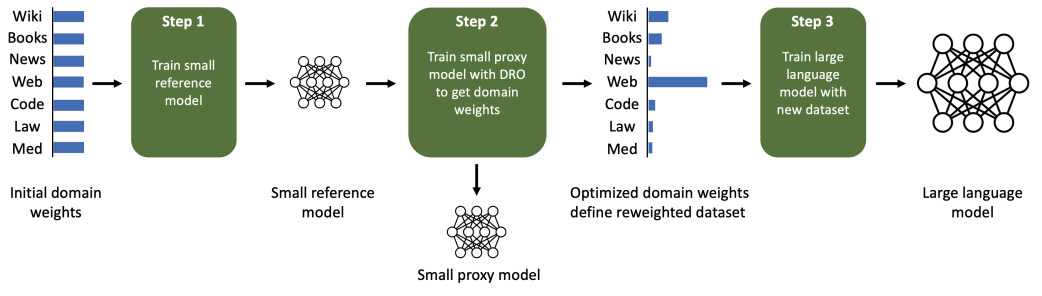 Wiki
Books
News
Web
Code
Law
Med
Initial domain
weights
Step 1
Train small
reference
model
Small reference
model
Step 2
Train small proxy
model with DRO
to get domain
weights
Small proxy model
Wiki
Books
News
Web
Code
Law
Med
Optimized domain weights
define reweighted dataset
Step 3
Train large
language
model with
new dataset
Large language
model